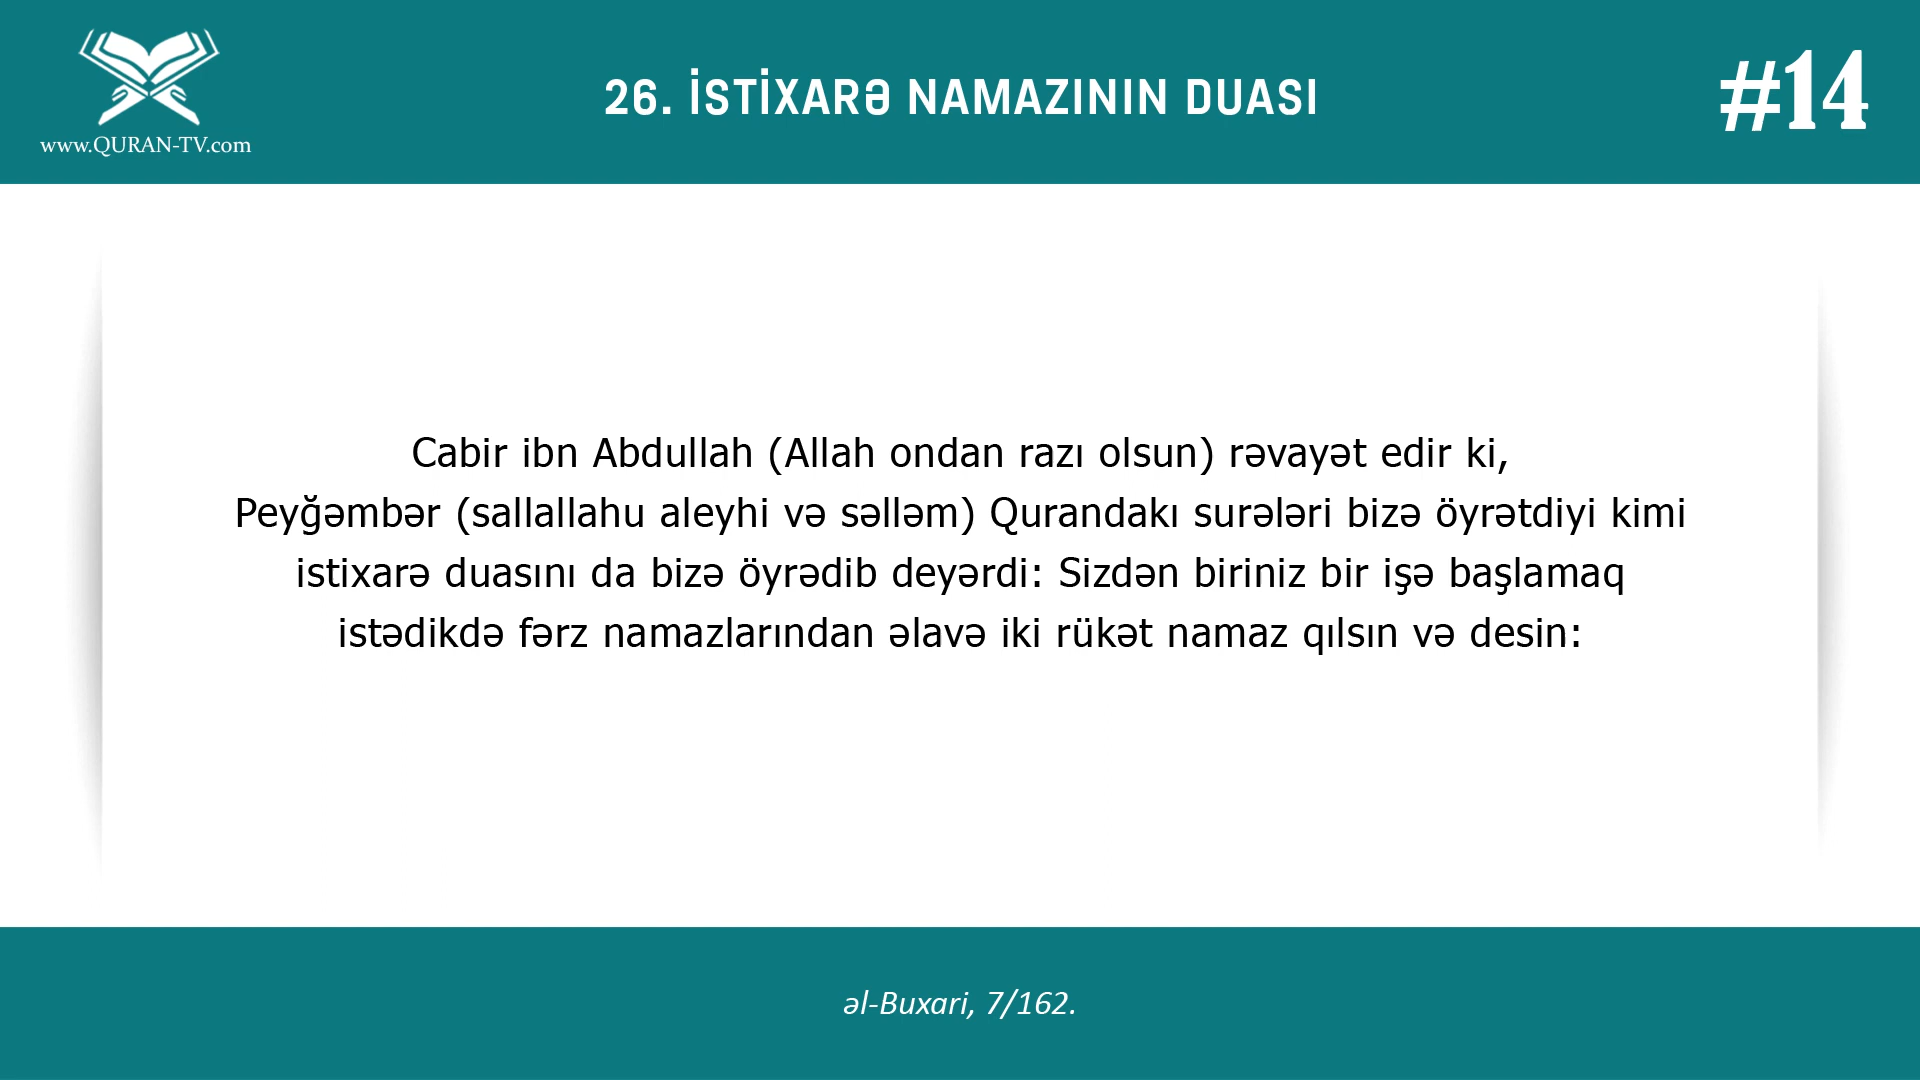 www.QURAN-TV.com
26. İSTİXARƏ NAMAZININ DUASI
#14
Cabir ibn Abdullah (Allah ondan razı olsun) rəvayət edir ki,
Peyğəmbər (sallallahu aleyhi və səlləm) Qurandakı surələri bizə öyrətdiyi kimi
istixarə duasını da bizə öyrədib deyərdi: Sizdən biriniz bir işə başlamaq
istədikdə fərz namazlarından əlavə iki rükət namaz qılsın və desin:
əl-Buxari, 7/162.